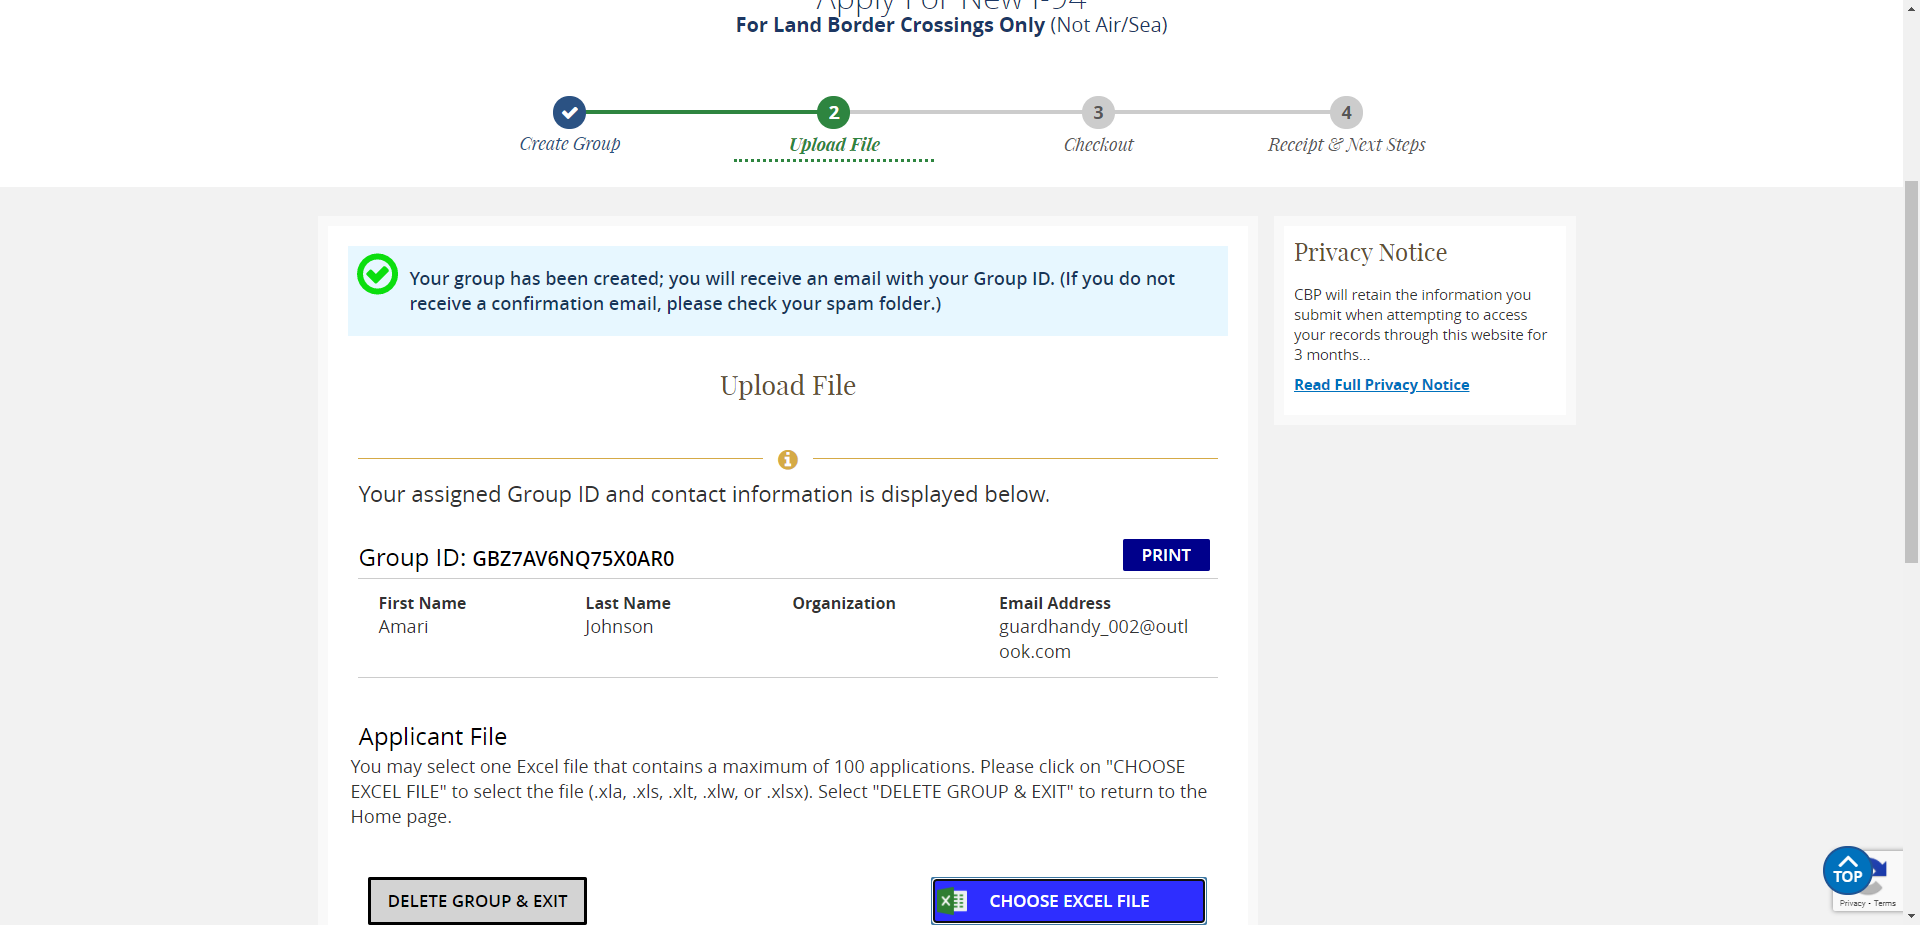 Apply For New I-94
For Land Border Crossings Only (Not Air/Sea)
2
3
4
Create Group
Upload File
Checkout
Receipt & Next Steps
Your group has been created; you will receive an email with your Group ID. (If you do not
receive a confirmation email, please check your spam folder.)
Privacy Notice
CBP will retain the information you
submit when attempting to access
your records through this website for
3 months...
Read Full Privacy Notice
Upload File
Your assigned Group ID and contact information is displayed below.
Group ID: GBZ7AV6NQ75X0AR0
PRINT
First Name
Last Name
Organization
Email Address
Amari
Johnson
guardhandy_002@outl
ook.com
Applicant File
You may select one Excel file that contains a maximum of 100 applications. Please click on "CHOOSE
EXCEL FILE" to select the file (.xla, .xls, .xlt, .xlw, or .xlsx). Select "DELETE GROUP & EXIT" to return to the
Home page.
DELETE GROUP & EXIT
CHOOSE EXCEL FILE
TOP
Privacy - Terms